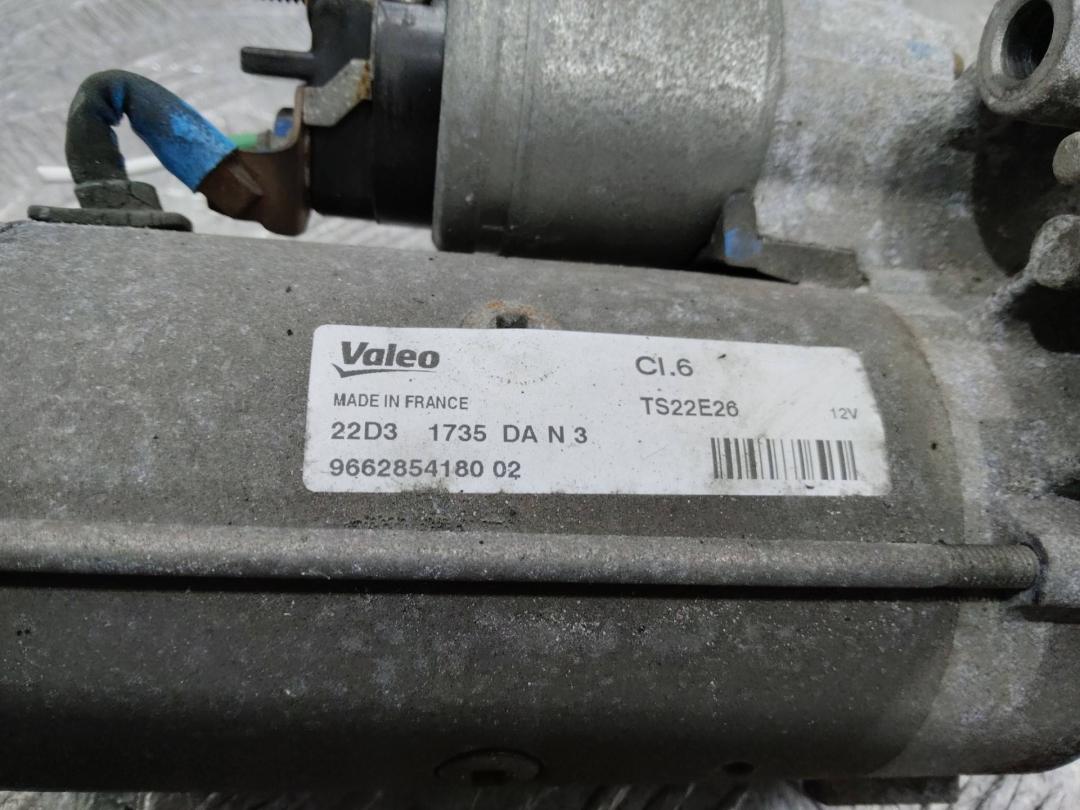 Valeo
CI.6
MADE IN FRANCE
TS22E26
12V
22D3 1735 DA N 3
9662854180 02